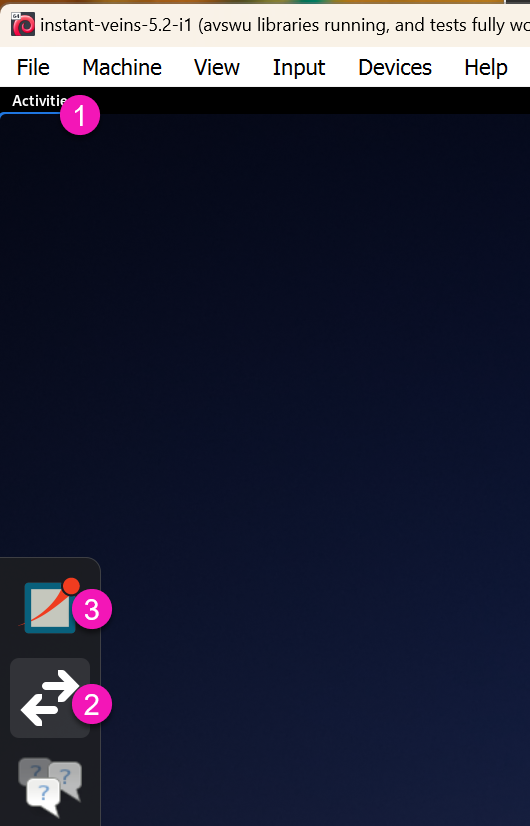 instant-veins-5.2-i1 (avswu libraries running, and tests fully wo
File Machine View Input Devices Help
Activitie
1
3
2
? ?
?